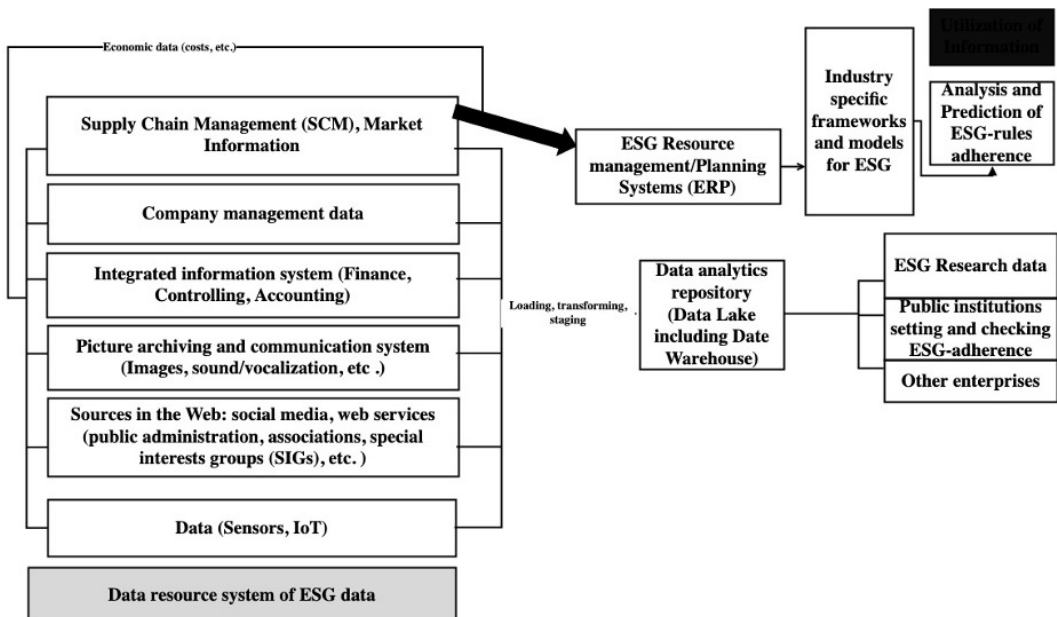 Economic data (costs, etc.)
Supply Chain Management (SCM), Market
Information
Company management data
Integrated information system (Finance,
Controlling, Accounting)
Picture archiving and communication system
(Images, sound/vocalization, etc .)
Sources in the Web: social media, web services
(public administration, associations, special
interests groups (SIGs), etc. )
Data (Sensors, IoT)
Data resource system of ESG data
Loading, transforming,
staging
ESG Resource
management/Planning
Systems (ERP)
Industry
specific
frameworks
and models
for ESG
Utilization of
Information
Analysis and
Prediction of
ESG-rules
adherence
Data analytics
repository
(Data Lake
including Date
Warehouse)
ESG Research data
Public institutions
setting and checking
ESG-adherence
Other enterprises